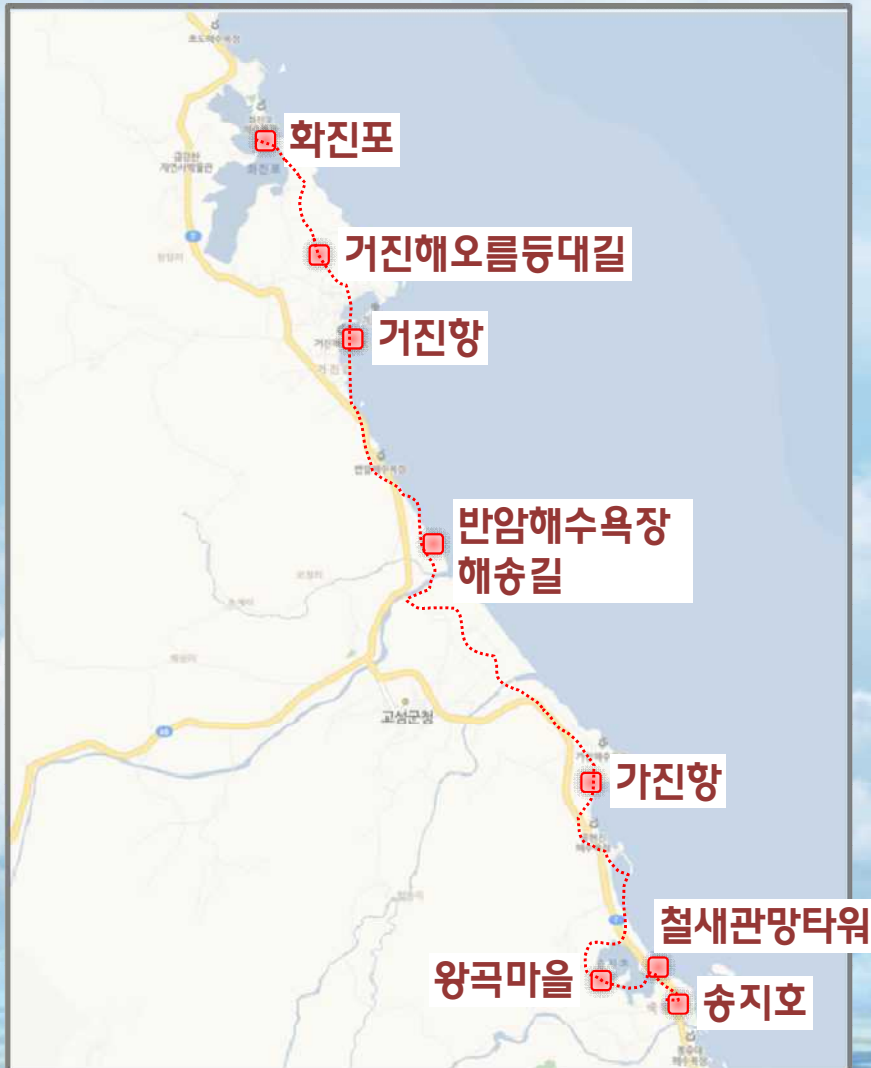 화진포
거진해오름등대길
거진항
반암해수욕장
해송길
고성군청
가진항
철새관망타워
왕곡마을
송지호